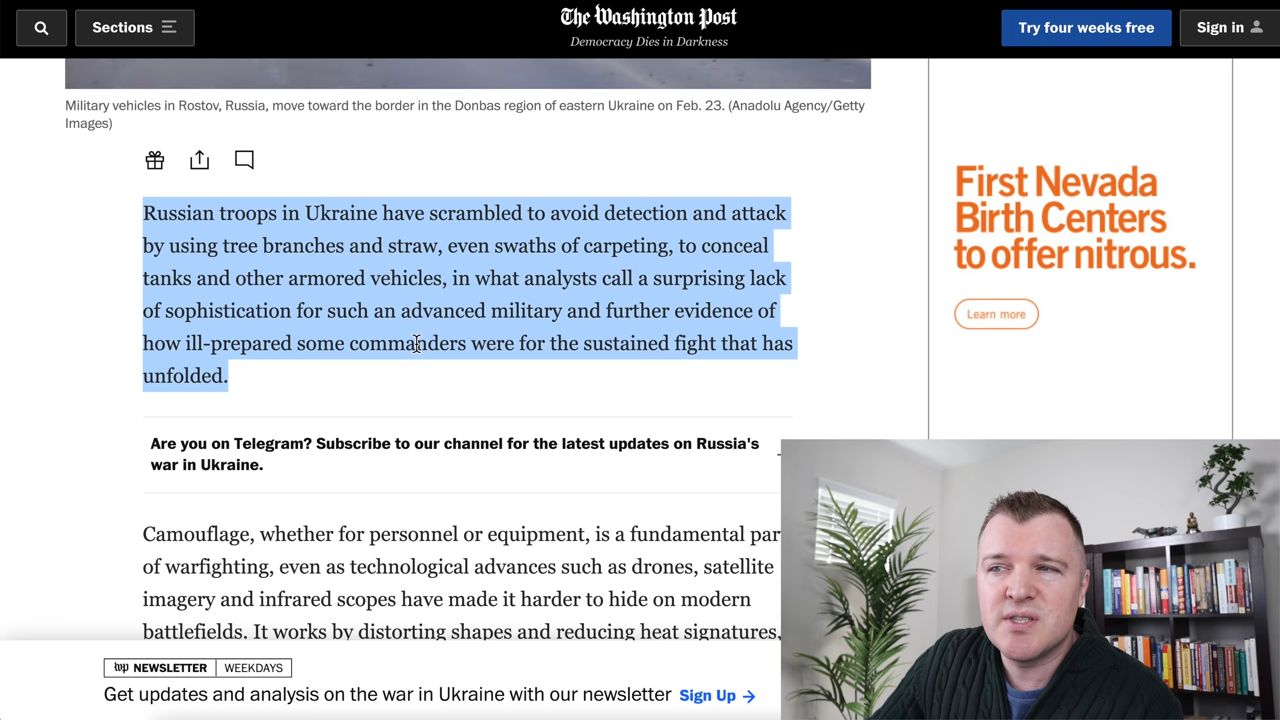 Sections
The Washington Post
Democracy Dies in Darkness
Try four weeks free
Sign in
Military vehicles in Rostov, Russia, move toward the border in the Donbas region of eastern Ukraine on Feb. 23. (Anadolu Agency/Getty
Images)
Russian troops in Ukraine have scrambled to avoid detection and attack
by using tree branches and straw, even swaths of carpeting, to conceal
tanks and other armored vehicles, in what analysts call a surprising lack
of sophistication for such an advanced military and further evidence of
how ill-prepared some commanders were for the sustained fight that has
unfolded.
Are you on Telegram? Subscribe to our channel for the latest updates on Russia's
war in Ukraine.
Camouflage, whether for personnel or equipment, is a fundamental par
of warfighting, even as technological advances such as drones, satellite
imagery and infrared scopes have made it harder to hide on modern
battlefields. It works by distorting shapes and reducing heat signatures,
wp NEWSLETTER WEEKDAYS
Get updates and analysis on the war in Ukraine with our newsletter Sign Up →
First Nevada
Birth Centers
to offer nitrous.
Learn more